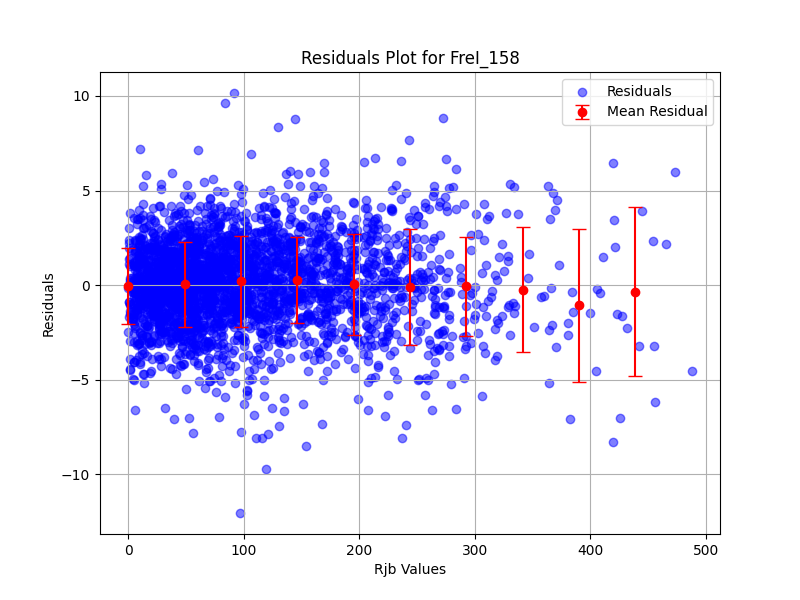 Residuals Plot for FreI_158
Residuals
Mean Residual
10
5
0
−5
−10
Residuals
0 100 200 300 400 500
Rjb Values